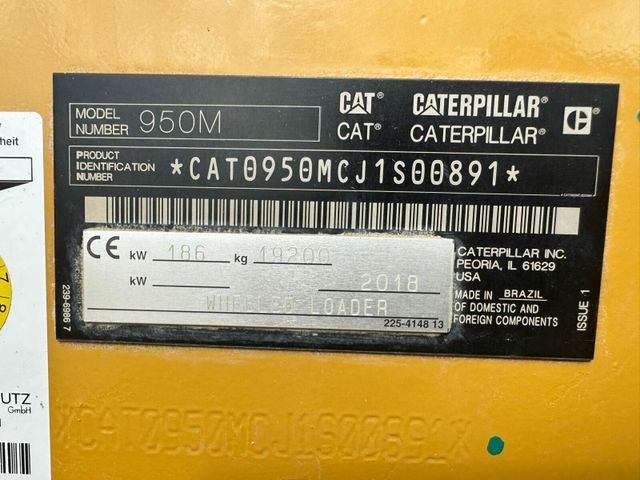 MODEL NUMBER 950M
CAT CATERPILLAR
CAT® CATERPILLAR®
PRODUCT IDENTIFICATION NUMBER *CAT0950MCJ1S00891*
CE kW 186 kg 19200
kW 2018
WHEELED LOADER
225-4148 13
CATERPILLAR INC.
PEORIA, IL 61629
USA
MADE IN BRAZIL
OF DOMESTIC AND
FOREIGN COMPONENTS
ISSUE 1
239-6986 7
heit
7
8
UTZ
GmbH